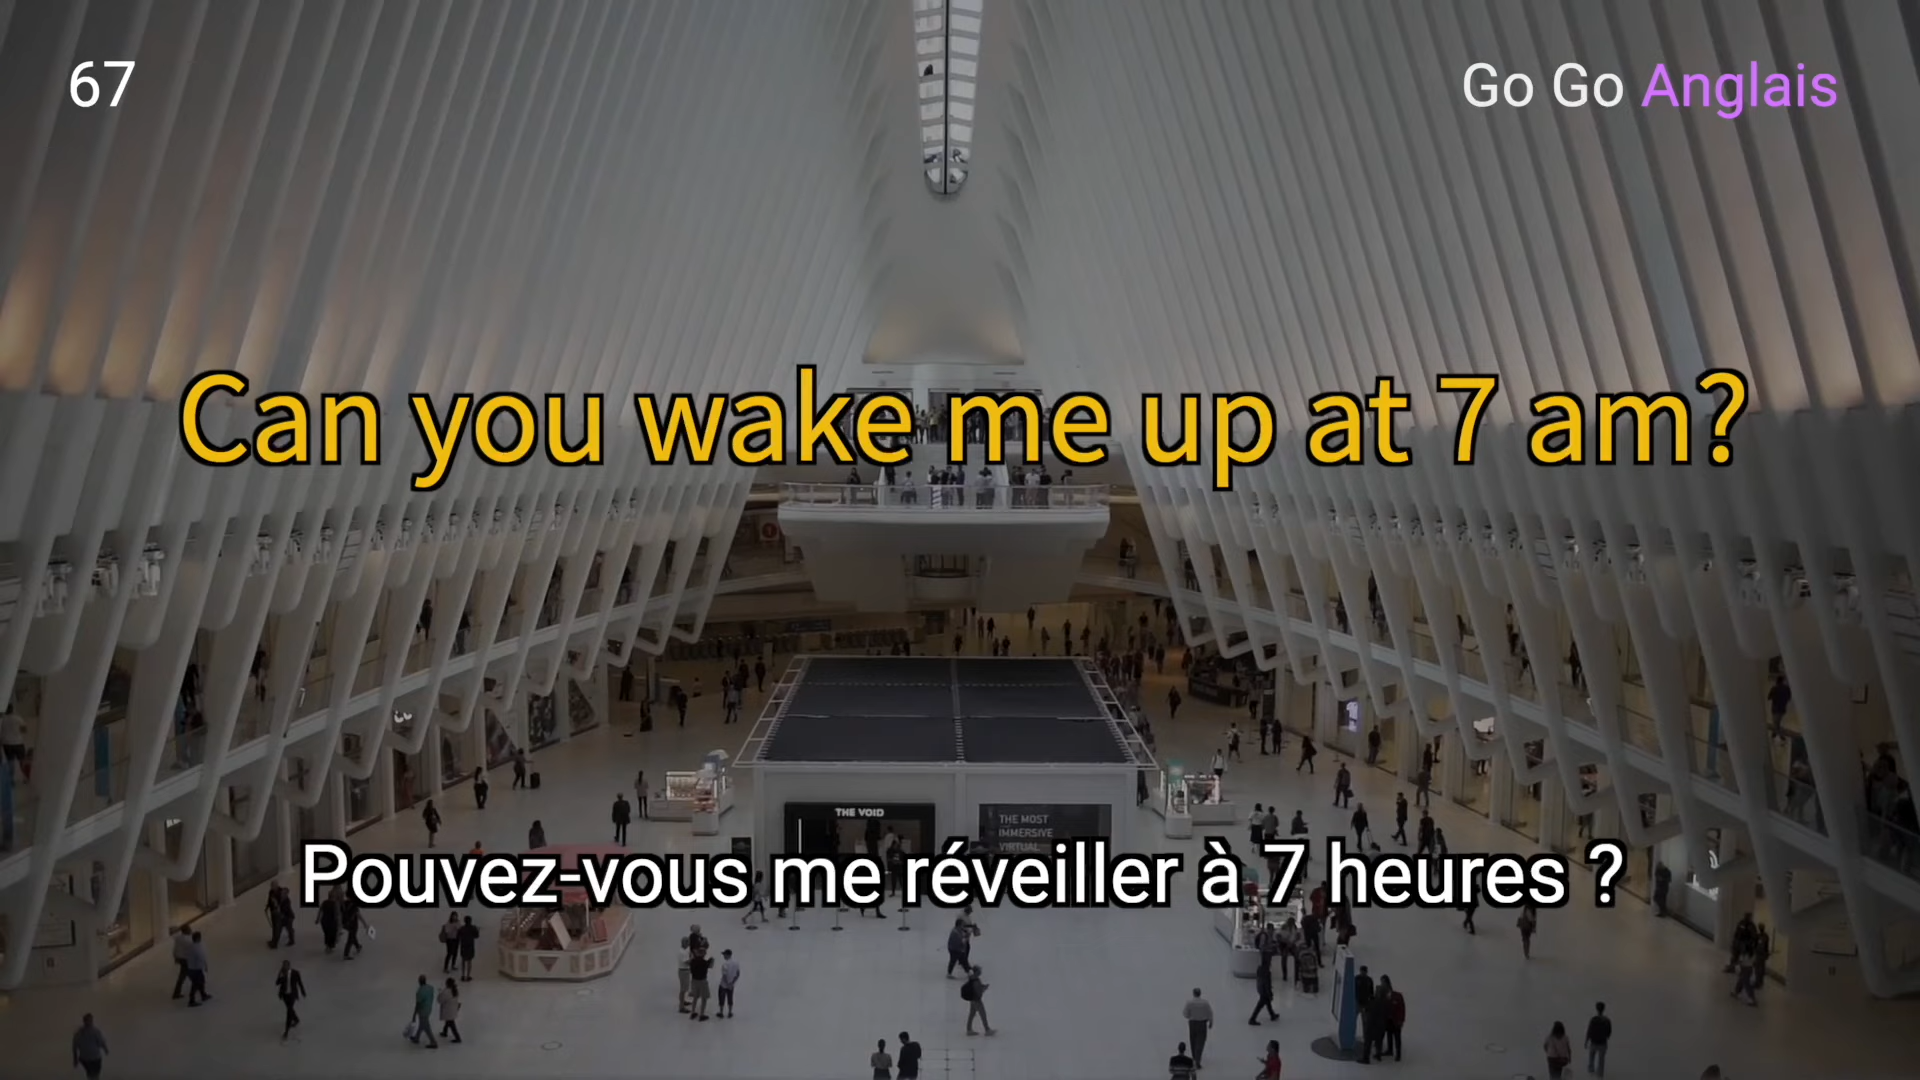 67
Go Go Anglais
Can you wake me up at 7 am?
THE VOID
THE MOST
IMMERSIVE
VIRTUAL
Pouvez-vous me réveiller à 7 heures ?